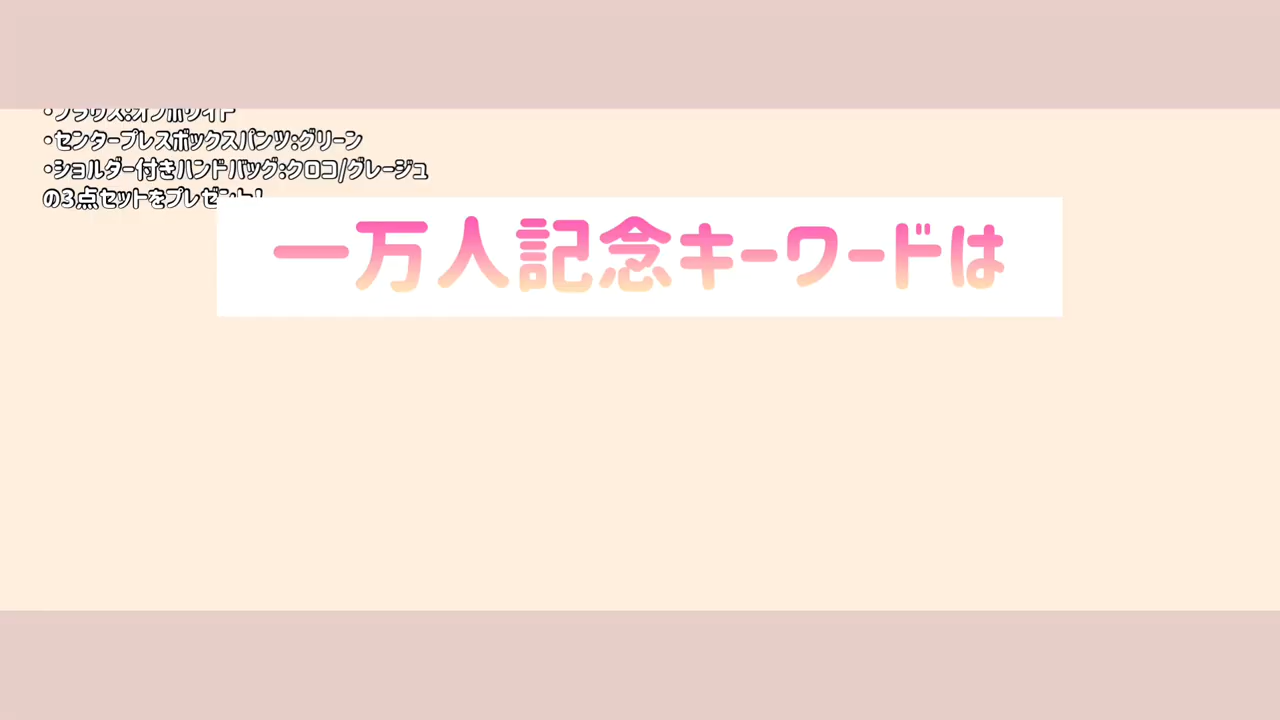 ・ブラウス:オフホワイト
・センタープレスボックスパンツ:グリーン
・ショルダー付きハンドバッグ:クロコ/グレージュ
の3点セットをプレゼント!
一万人記念キーワードは